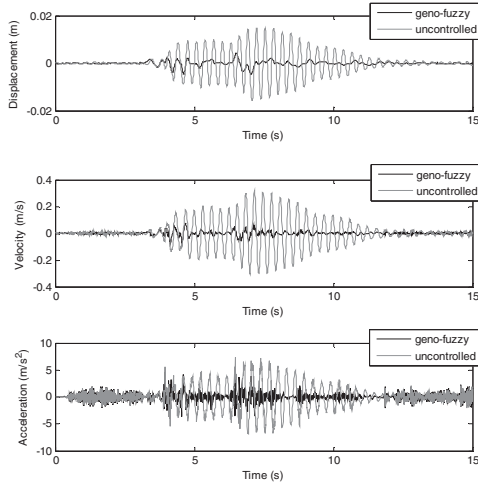 geno-fuzzy
uncontrolled
Displacement (m)
0.02
0
-0.02
0 5 10 15
Time (s)
geno-fuzzy
uncontrolled
Velocity (m/s)
0.4
0.2
0
-0.2
-0.4
0 5 10 15
Time (s)
geno-fuzzy
uncontrolled
Acceleration (m/s²)
10
5
0
-5
-10
0 5 10 15
Time (s)